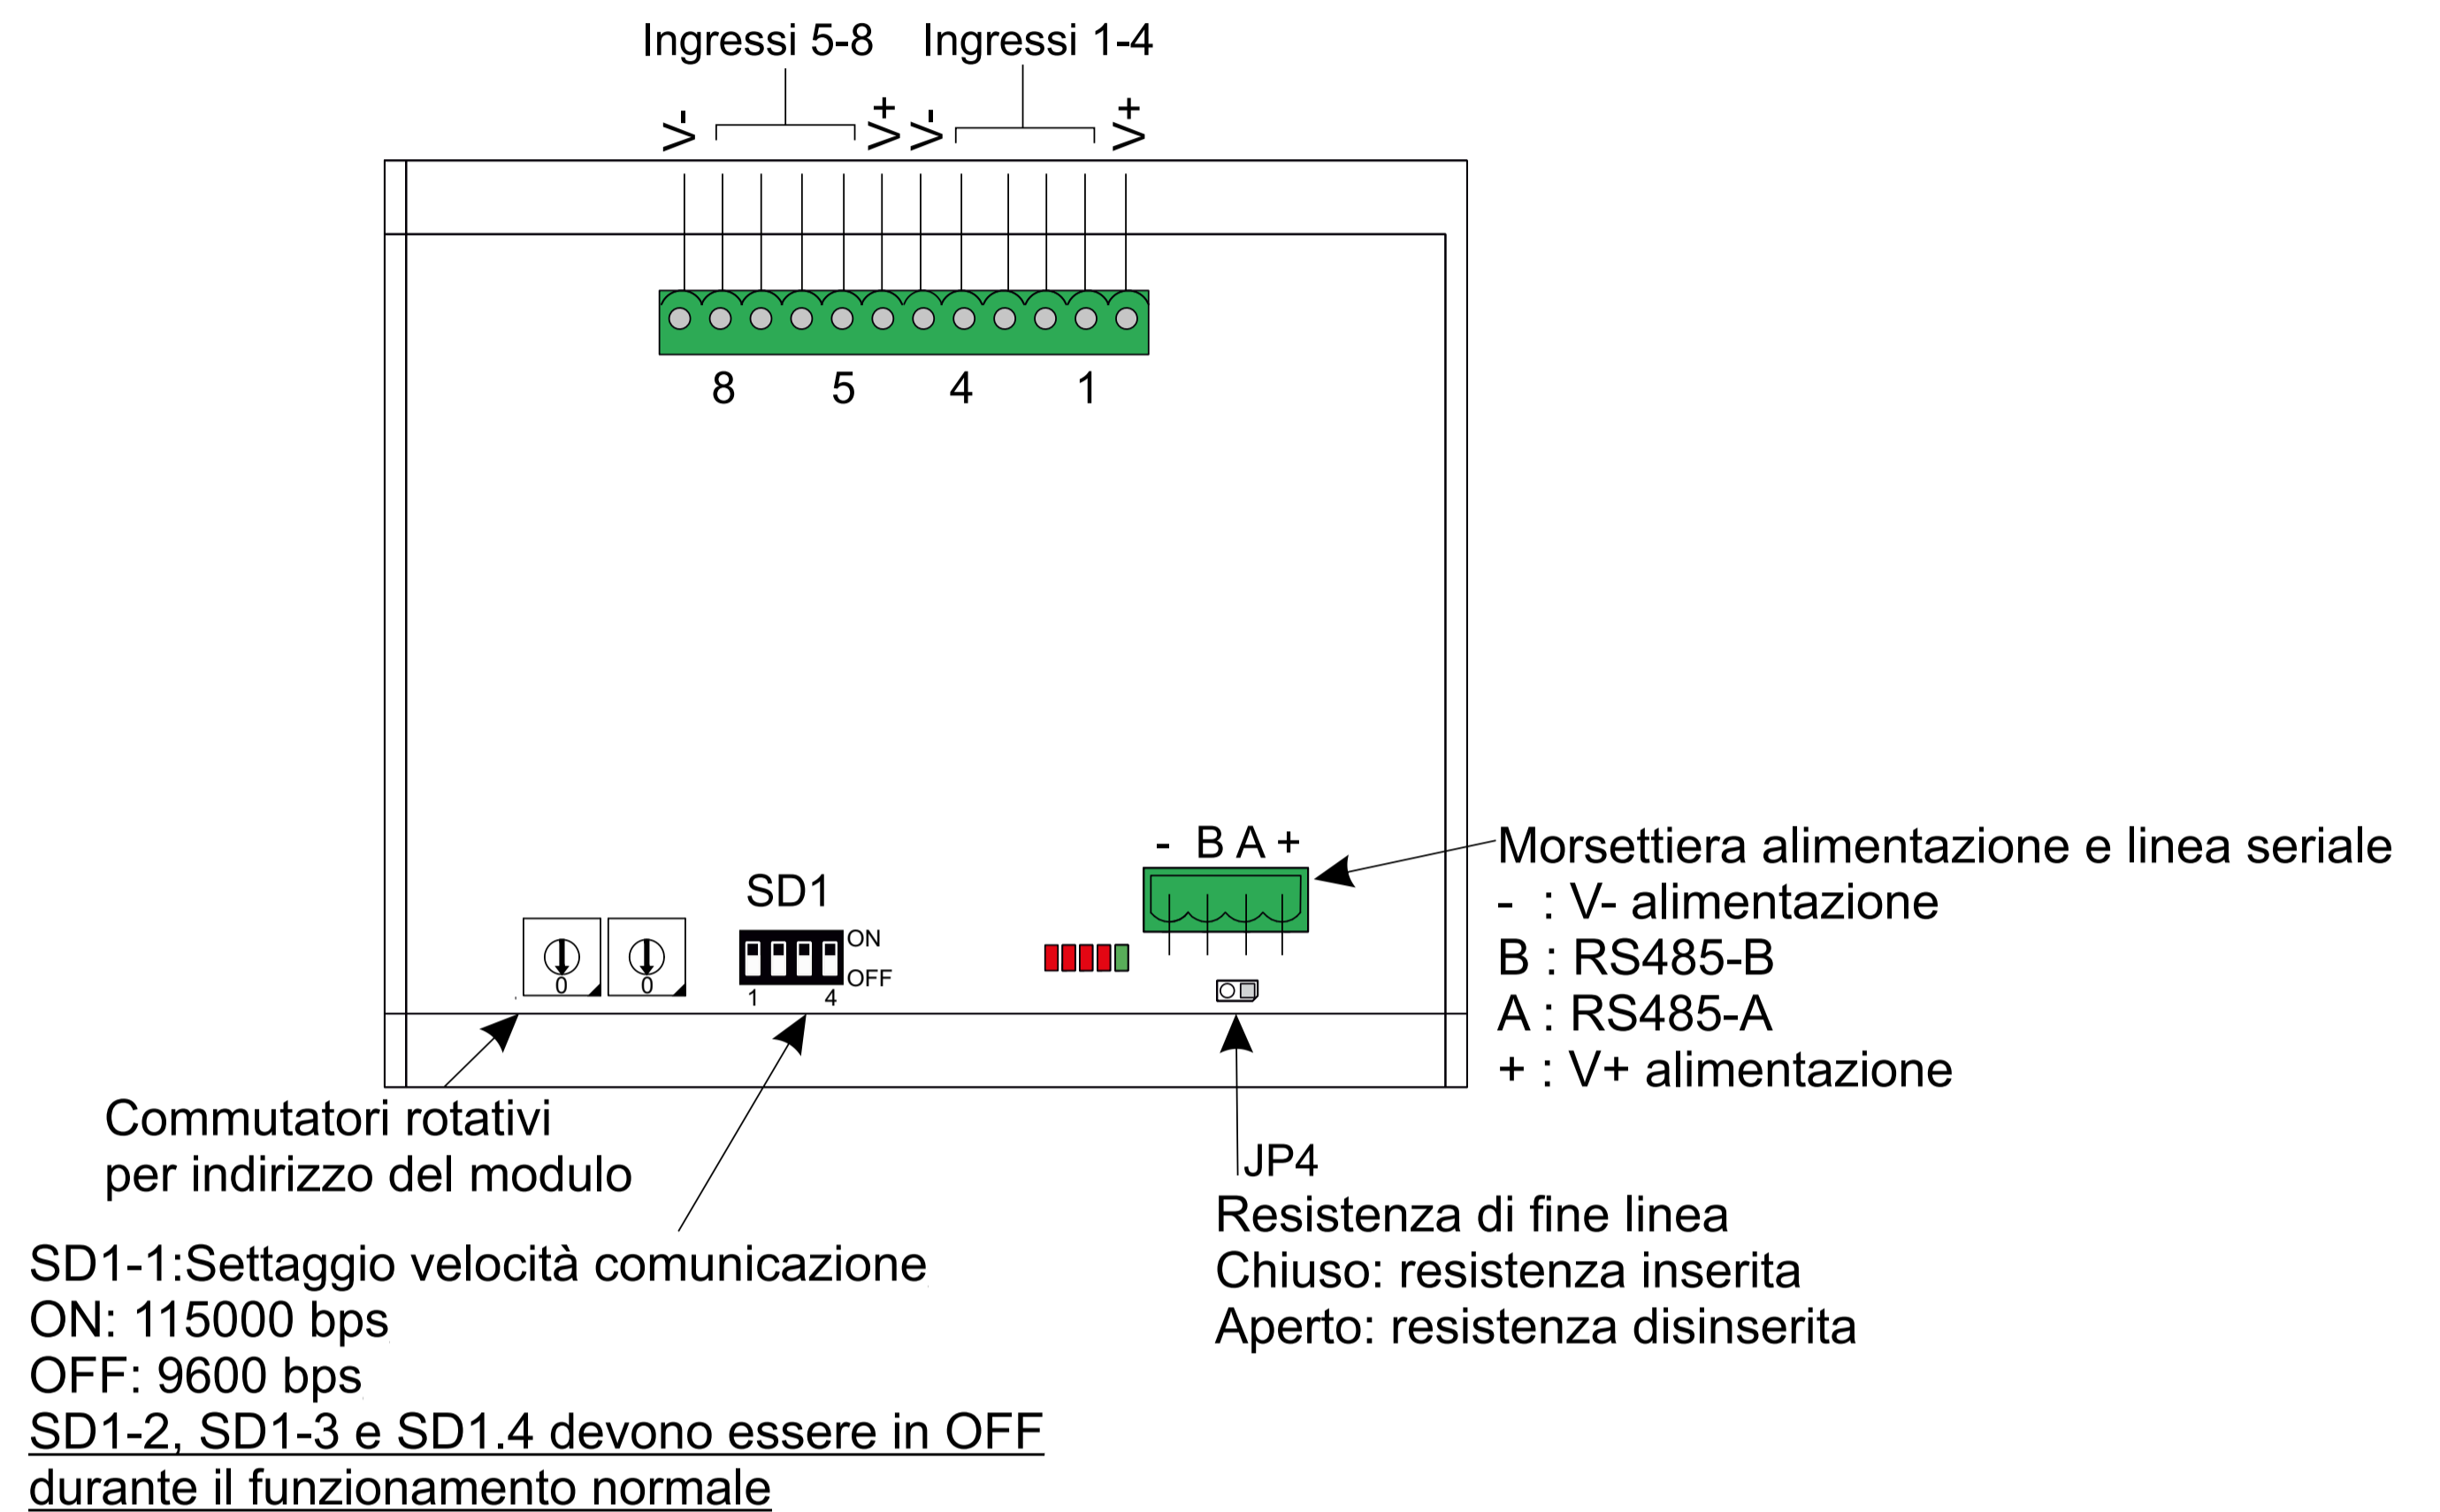 Ingressi 5-8 Ingressi 1-4
V- V+ V- V+
8 5 4 1
- B A +
SD1
ON
OFF
0 0
1 4
Morsettiera alimentazione e linea seriale
- : V- alimentazione
B : RS485-B
A : RS485-A
+ : V+ alimentazione
Commutatori rotativi
per indirizzo del modulo
JP4
Resistenza di fine linea
Chiuso: resistenza inserita
Aperto: resistenza disinserita
SD1-1:Settaggio velocità comunicazione
ON: 115000 bps
OFF: 9600 bps
SD1-2, SD1-3 e SD1.4 devono essere in OFF
durante il funzionamento normale